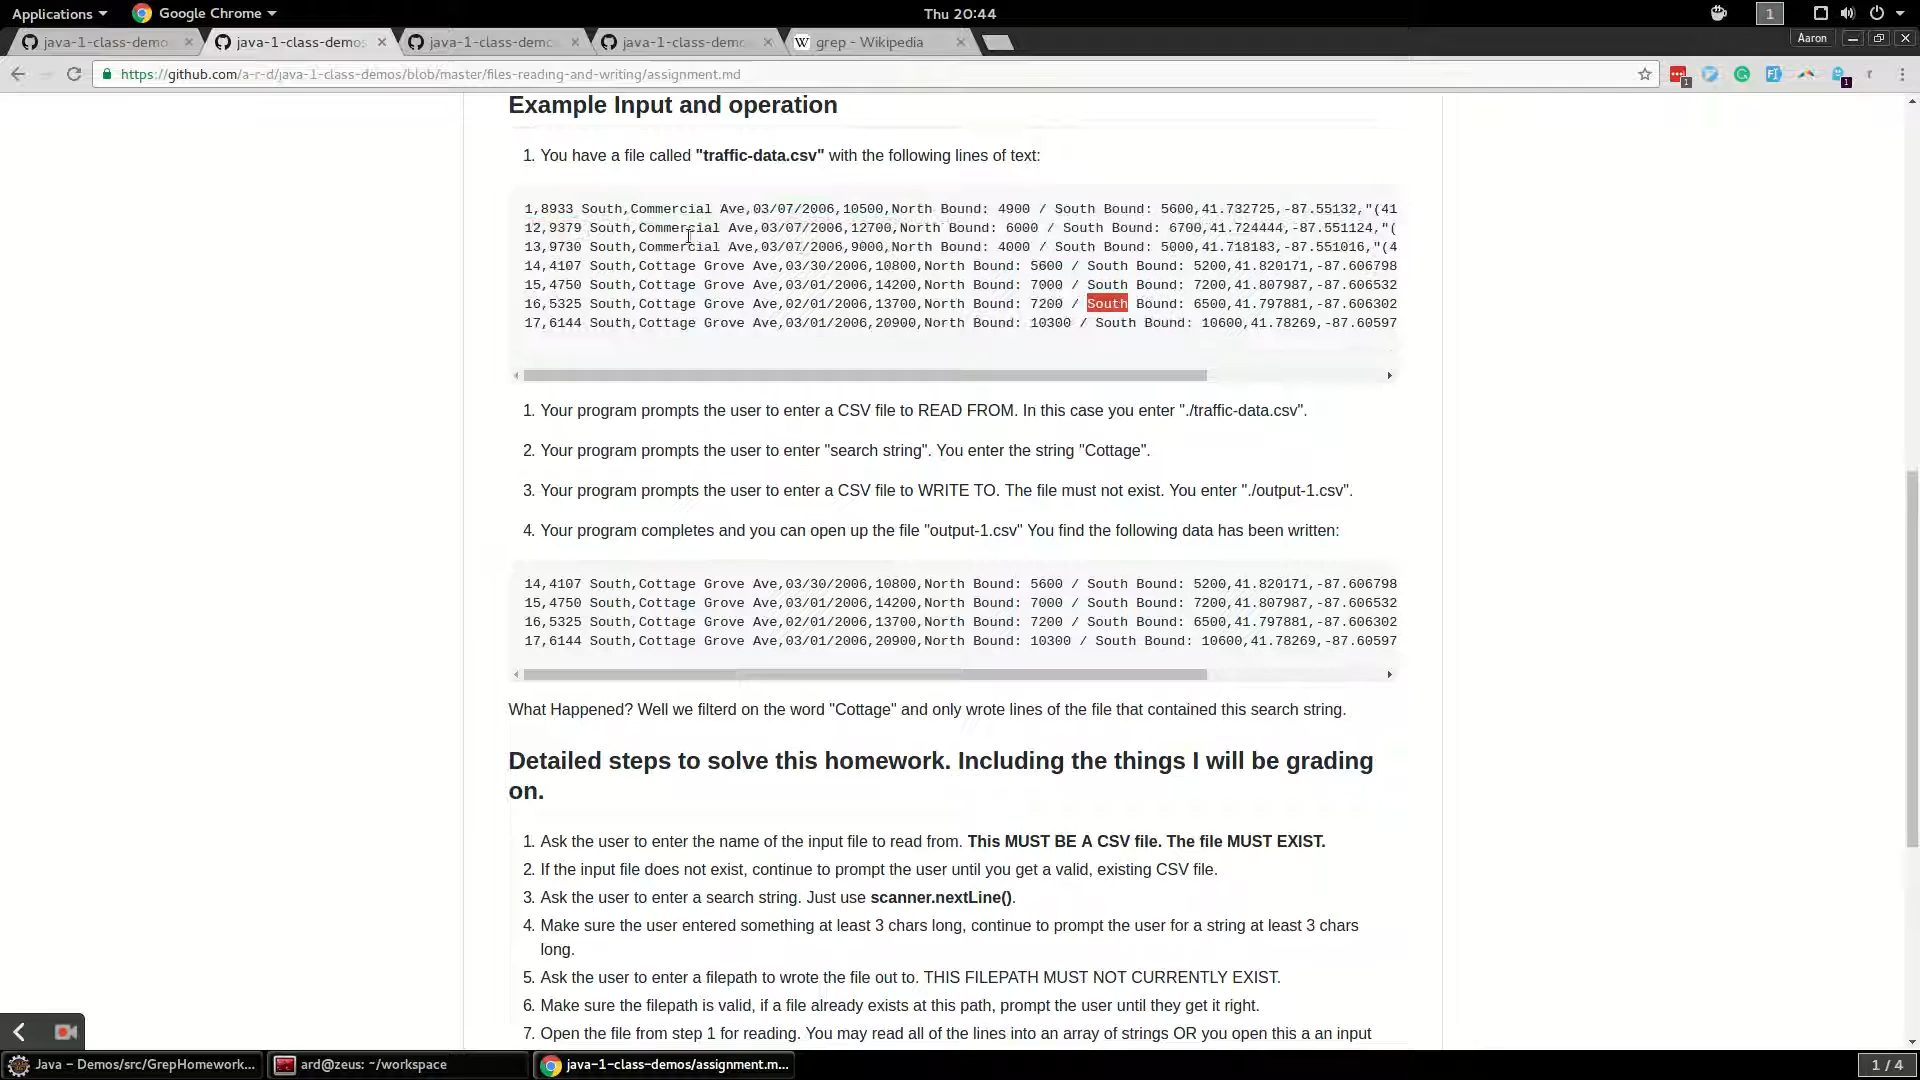 Applications Google Chrome Thu 20:44 1
java-1-class-demo java-1-class-demos java-1-class-demo java-1-class-demo grep - Wikipedia Aaron
https://github.com/a-r-d/java-1-class-demos/blob/master/files-reading-and-writing/assignment.md
Example Input and operation
1. You have a file called "traffic-data.csv" with the following lines of text:
1,8933 South,Commercial Ave,03/07/2006,10500,North Bound: 4900 / South Bound: 5600,41.732725,-87.55132,"(41
12,9379 South,Commercial Ave,03/07/2006,12700,North Bound: 6000 / South Bound: 6700,41.724444,-87.551124,"(
13,9730 South,Commercial Ave,03/07/2006,9000,North Bound: 4000 / South Bound: 5000,41.718183,-87.551016,"(4
14,4107 South,Cottage Grove Ave,03/30/2006,10800,North Bound: 5600 / South Bound: 5200,41.820171,-87.606798
15,4750 South,Cottage Grove Ave,03/01/2006,14200,North Bound: 7000 / South Bound: 7200,41.807987,-87.606532
16,5325 South,Cottage Grove Ave,02/01/2006,13700,North Bound: 7200 / South Bound: 6500,41.797881,-87.606302
17,6144 South,Cottage Grove Ave,03/01/2006,20900,North Bound: 10300 / South Bound: 10600,41.78269,-87.60597
1. Your program prompts the user to enter a CSV file to READ FROM. In this case you enter "./traffic-data.csv".
2. Your program prompts the user to enter "search string". You enter the string "Cottage".
3. Your program prompts the user to enter a CSV file to WRITE TO. The file must not exist. You enter "./output-1.csv".
4. Your program completes and you can open up the file "output-1.csv" You find the following data has been written:
14,4107 South,Cottage Grove Ave,03/30/2006,10800,North Bound: 5600 / South Bound: 5200,41.820171,-87.606798
15,4750 South,Cottage Grove Ave,03/01/2006,14200,North Bound: 7000 / South Bound: 7200,41.807987,-87.606532
16,5325 South,Cottage Grove Ave,02/01/2006,13700,North Bound: 7200 / South Bound: 6500,41.797881,-87.606302
17,6144 South,Cottage Grove Ave,03/01/2006,20900,North Bound: 10300 / South Bound: 10600,41.78269,-87.60597
What Happened? Well we filterd on the word "Cottage" and only wrote lines of the file that contained this search string.
Detailed steps to solve this homework. Including the things I will be grading
on.
1. Ask the user to enter the name of the input file to read from. This MUST BE A CSV file. The file MUST EXIST.
2. If the input file does not exist, continue to prompt the user until you get a valid, existing CSV file.
3. Ask the user to enter a search string. Just use scanner.nextLine().
4. Make sure the user entered something at least 3 chars long, continue to prompt the user for a string at least 3 chars
long.
5. Ask the user to enter a filepath to wrote the file out to. THIS FILEPATH MUST NOT CURRENTLY EXIST.
6. Make sure the filepath is valid, if a file already exists at this path, prompt the user until they get it right.
7. Open the file from step 1 for reading. You may read all of the lines into an array of strings OR you open this a an input
Java - Demos/src/GrepHomework... ard@zeus: ~/workspace java-1-class-demos/assignment.m... 1 / 4